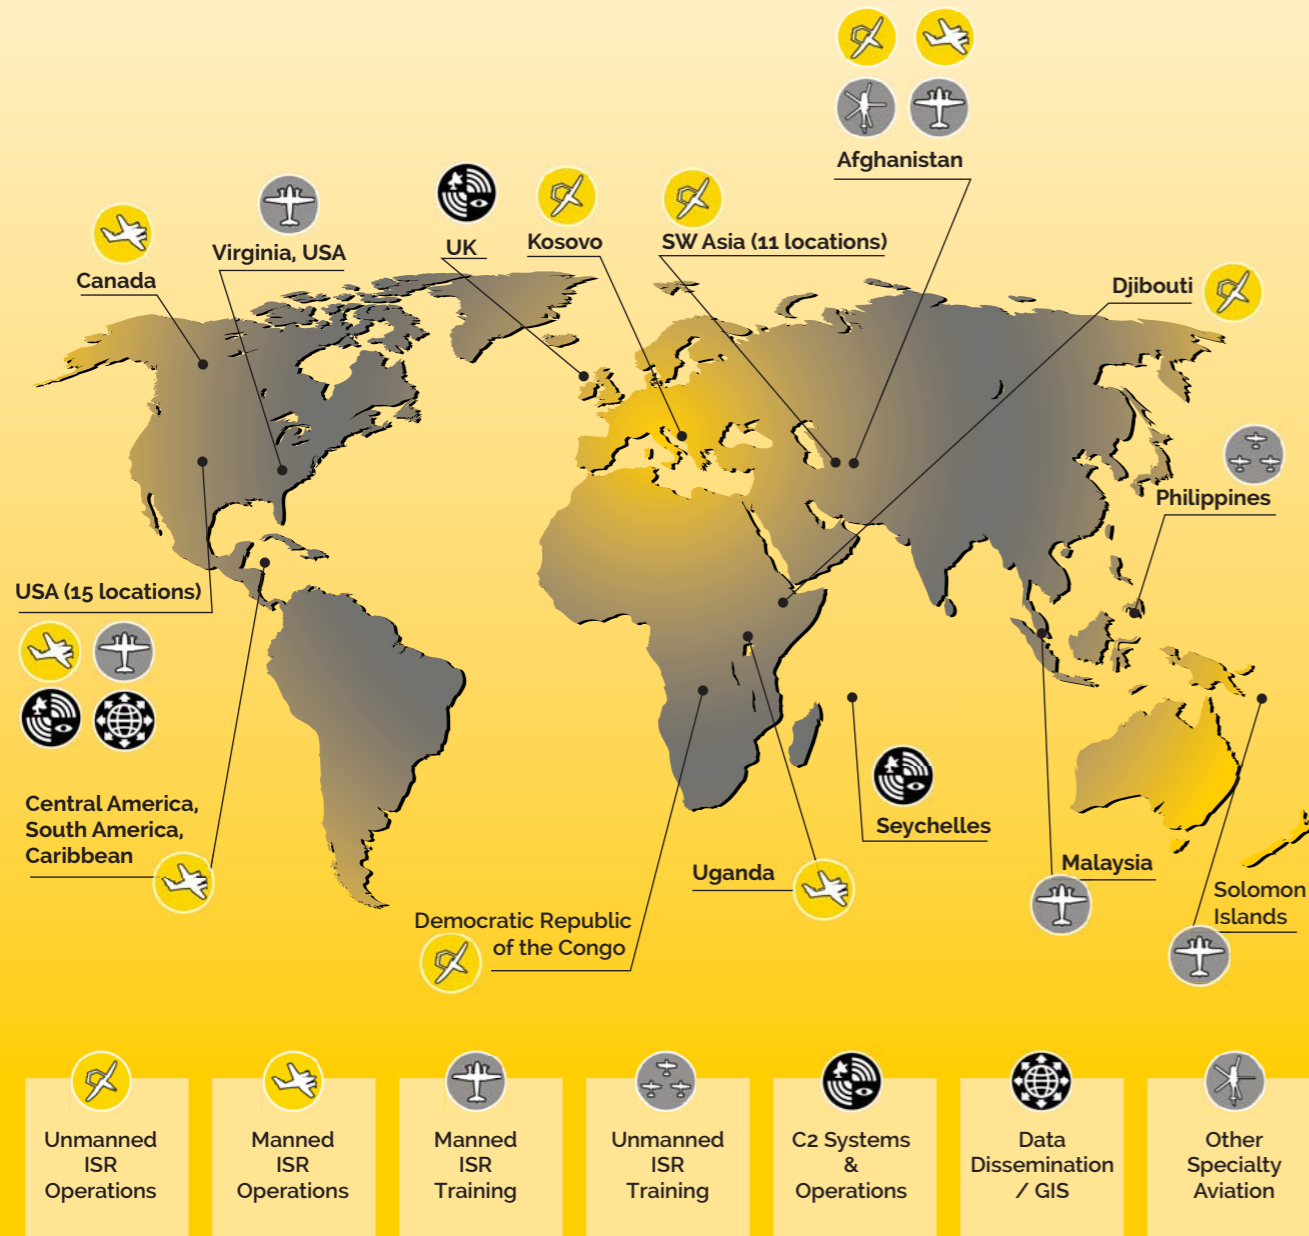 Afghanistan
Virginia, USA
UK
Kosovo
SW Asia (11 locations)
Canada
Djibouti
Philippines
USA (15 locations)
Central America,
South America,
Caribbean
Seychelles
Uganda
Malaysia
Solomon
Islands
Democratic Republic
of the Congo
Unmanned
ISR
Operations
Manned
ISR
Operations
Manned
ISR
Training
Unmanned
ISR
Training
C2 Systems
&
Operations
Data
Dissemination
/ GIS
Other
Specialty
Aviation